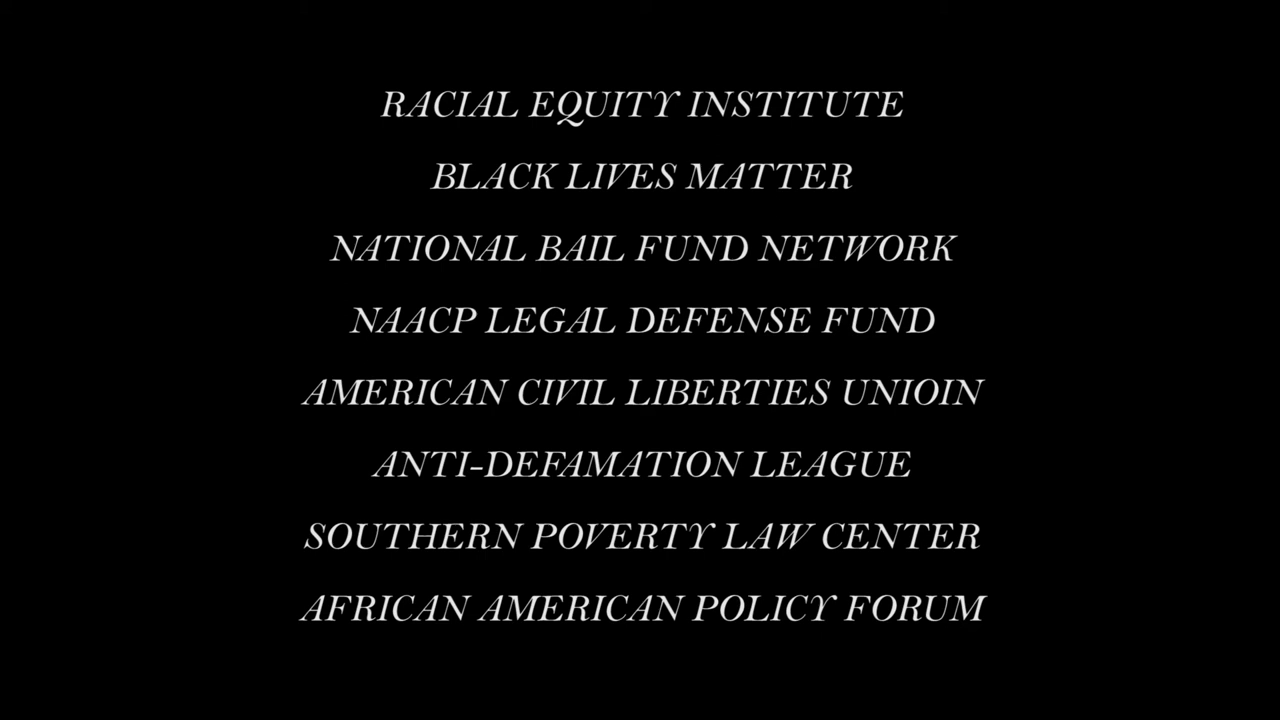 RACIAL EQUITY INSTITUTE
BLACK LIVES MATTER
NATIONAL BAIL FUND NETWORK
NAACP LEGAL DEFENSE FUND
AMERICAN CIVIL LIBERTIES UNIOIN
ANTI-DEFAMATION LEAGUE
SOUTHERN POVERTY LAW CENTER
AFRICAN AMERICAN POLICY FORUM